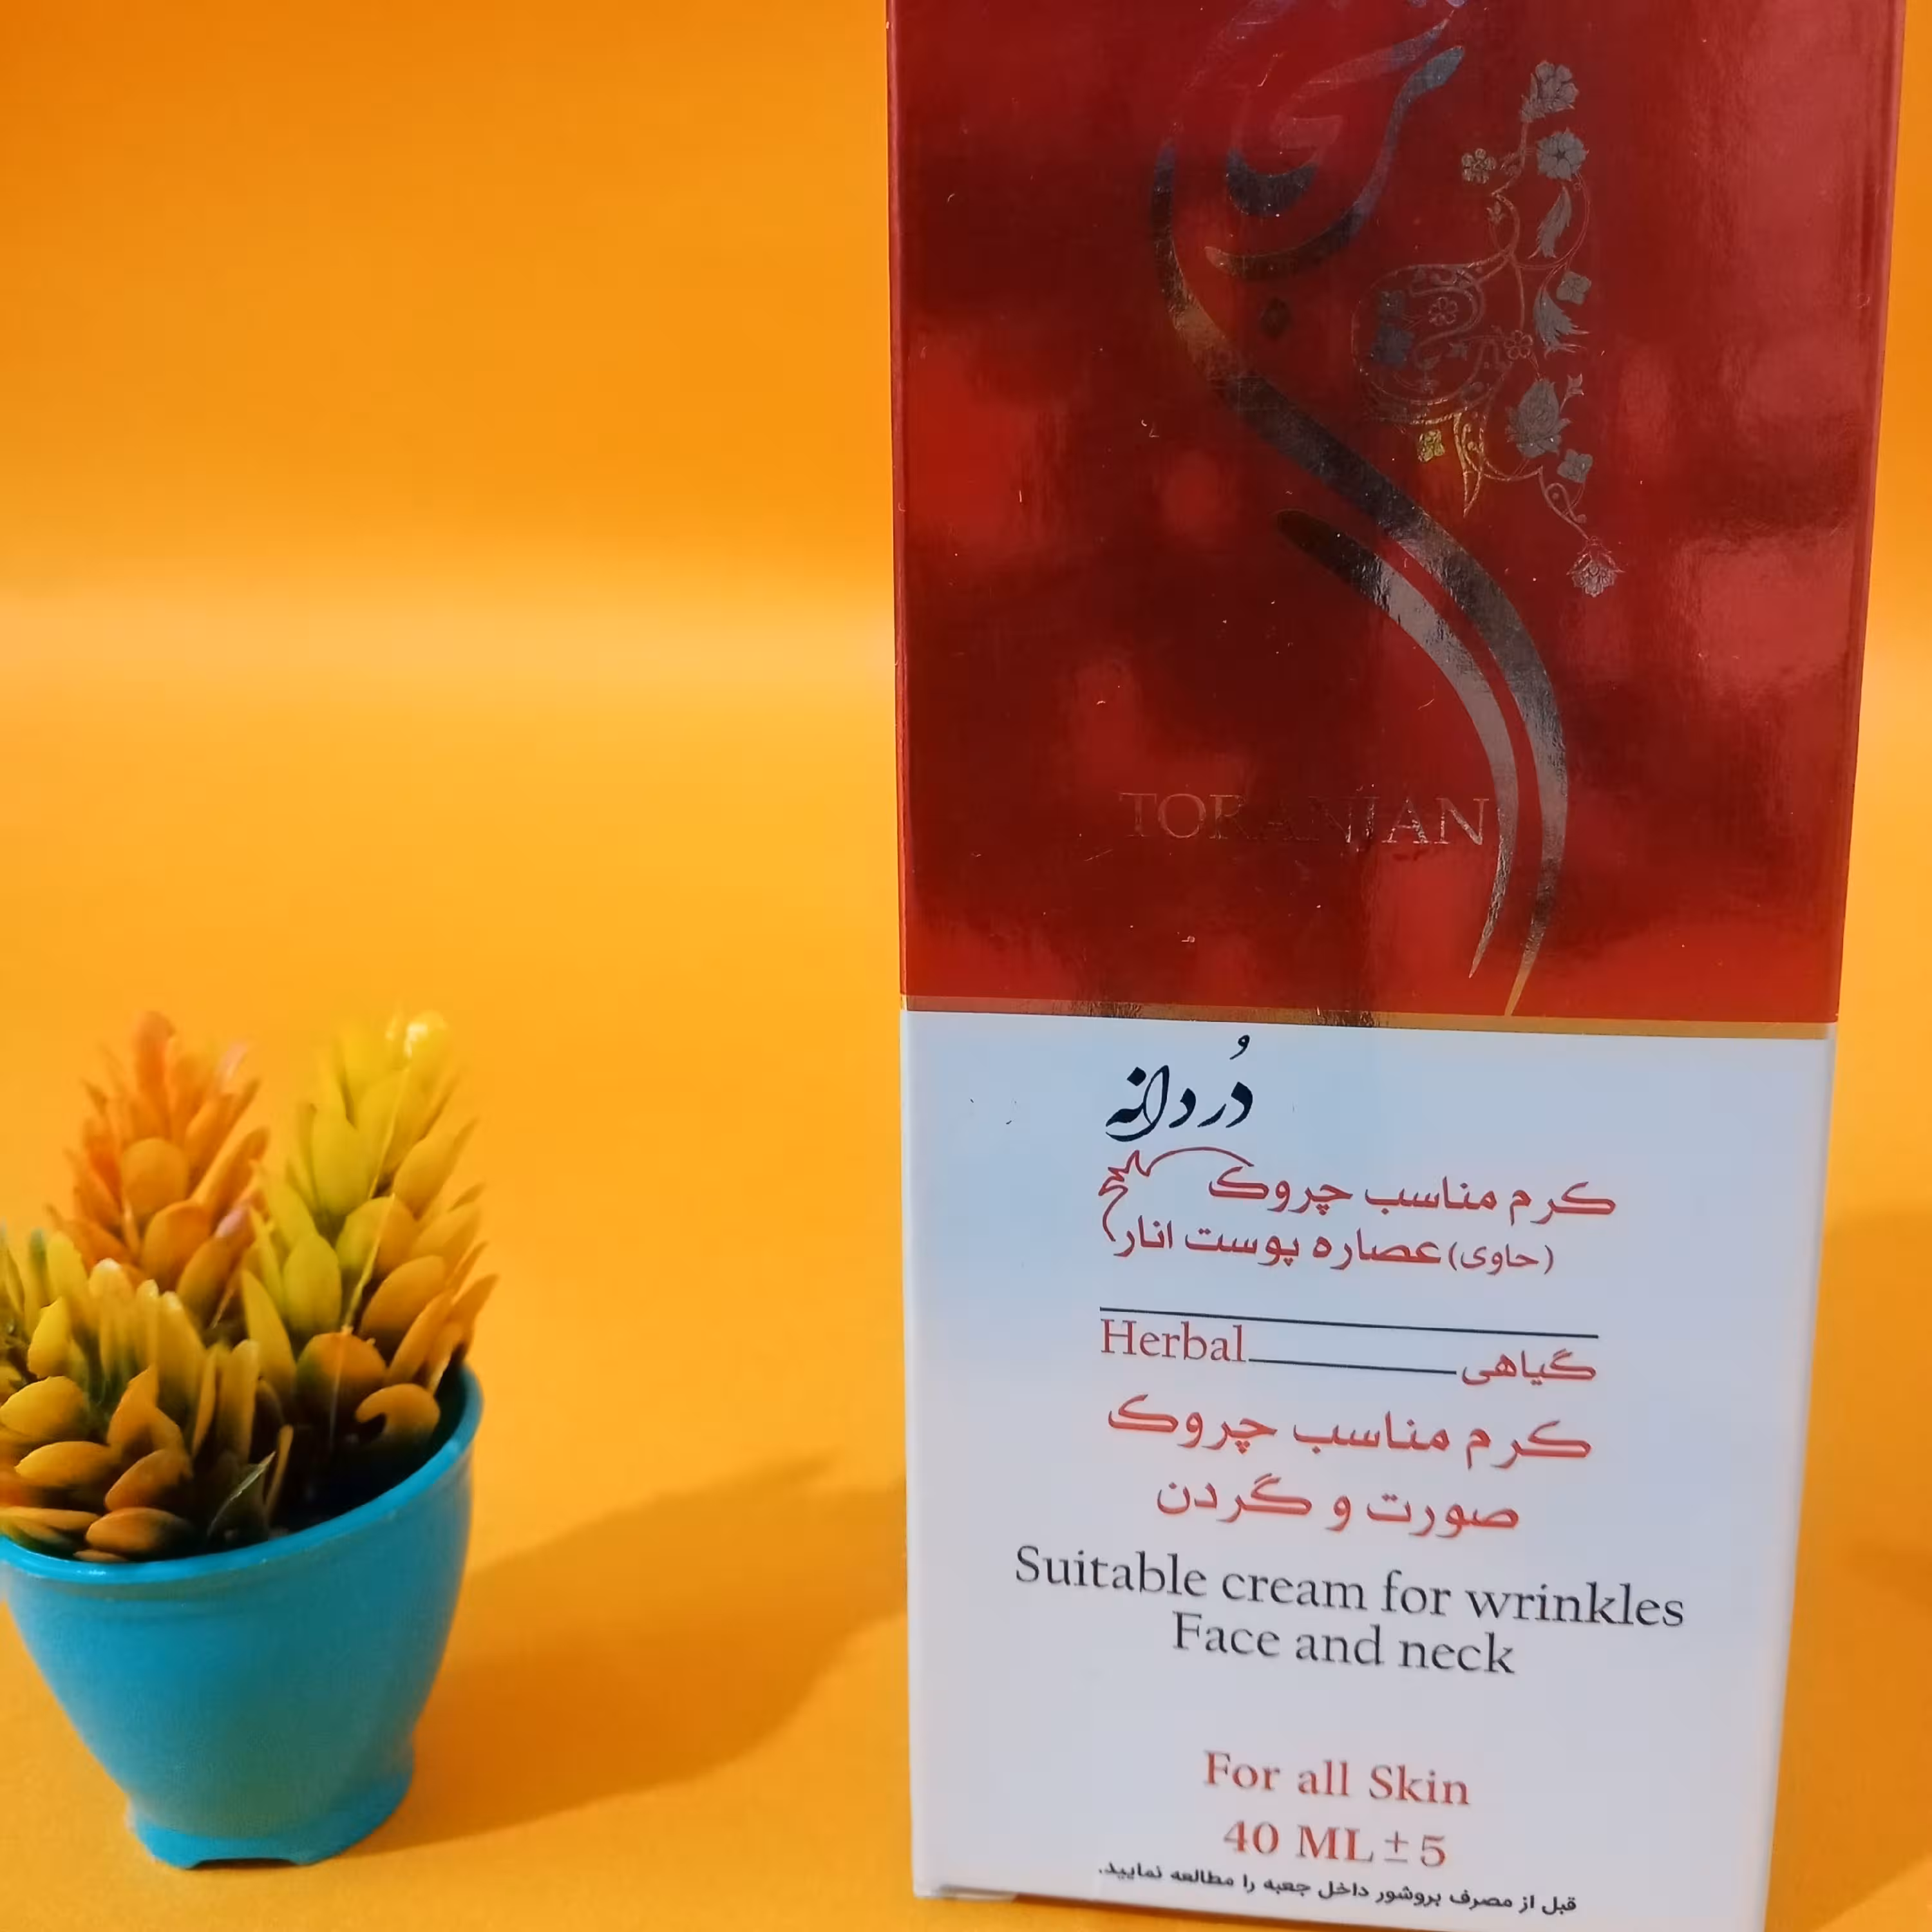 TORANJAN
دُردانه
کرم مناسب چروک
(حاوی) عصاره پوست انار
Herbal گیاهی
کرم مناسب چروک
صورت و گردن
Suitable cream for wrinkles
Face and neck
For all Skin
40 ML ± 5
قبل از مصرف بروشور داخل جعبه را مطالعه نمایید.